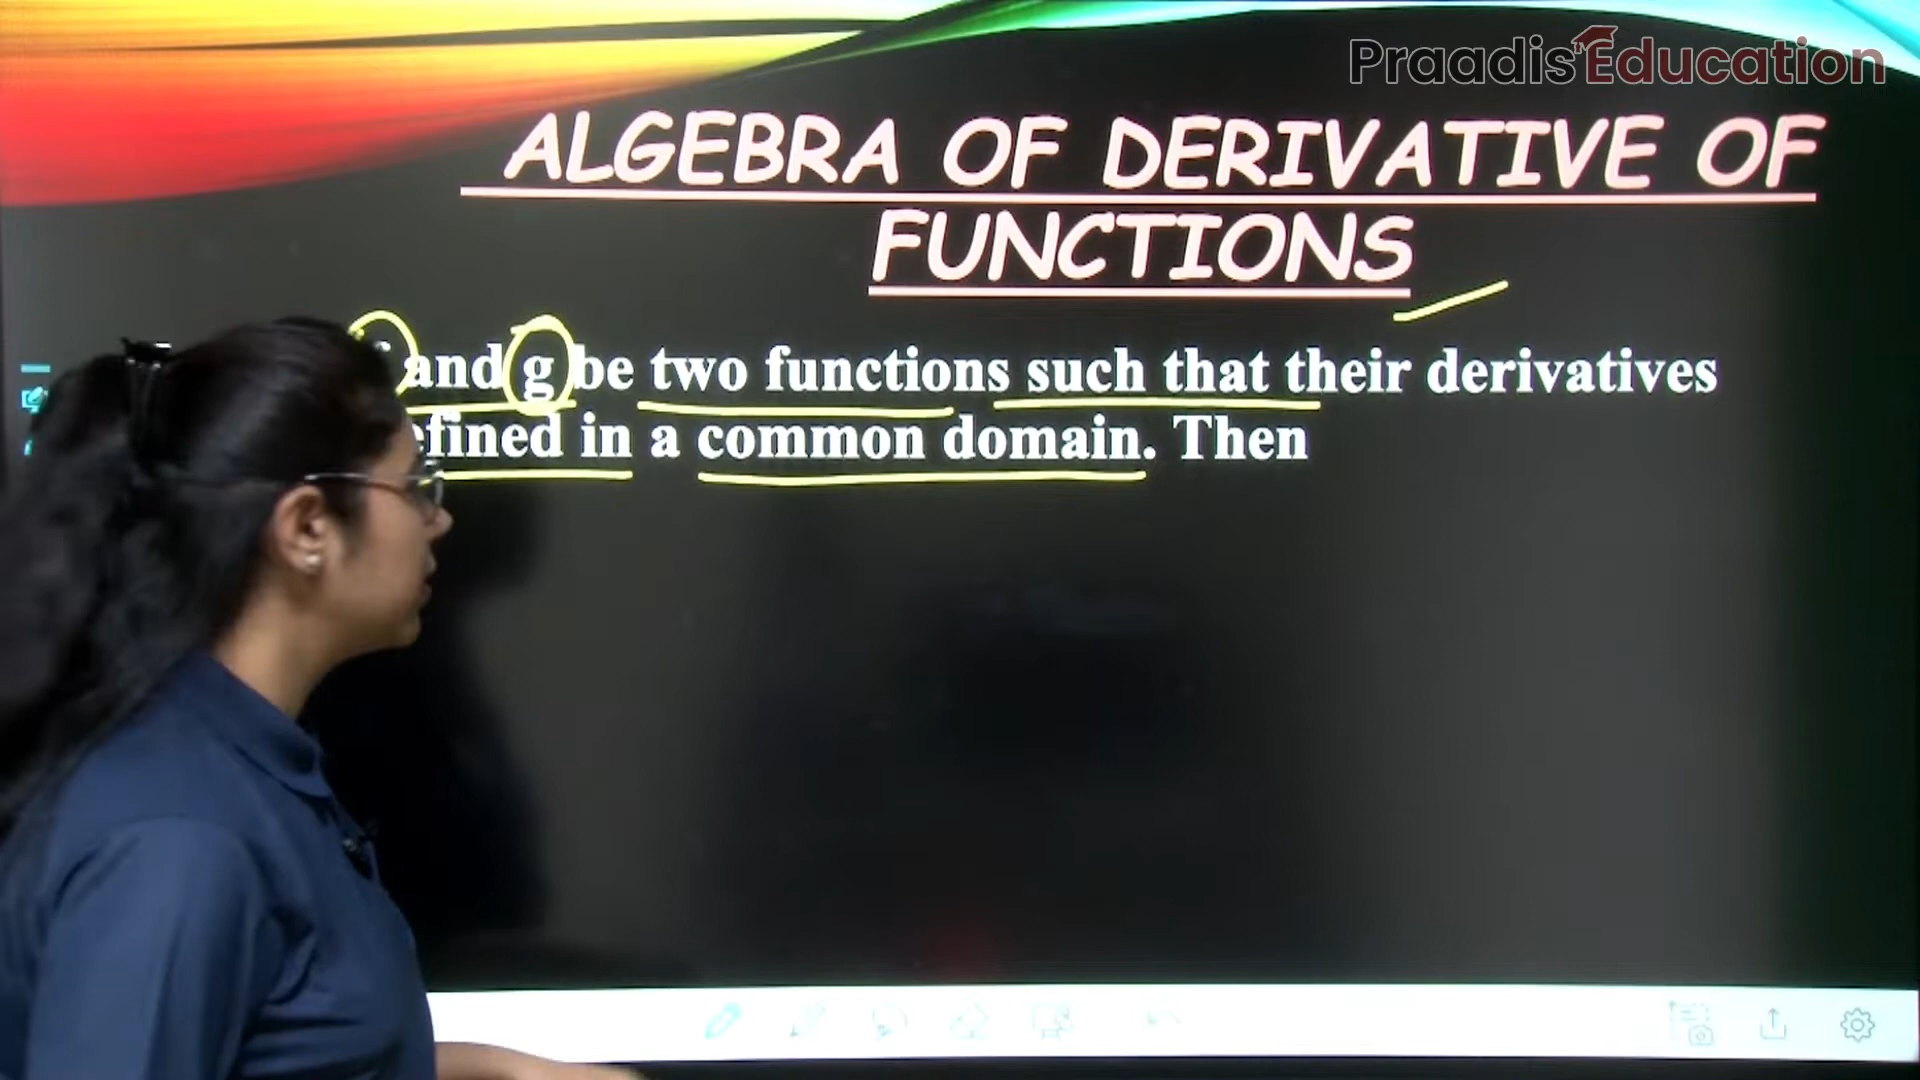 Praadis Education
ALGEBRA OF DERIVATIVE OF
FUNCTIONS
and g be two functions such that their derivatives
in a common domain. Then